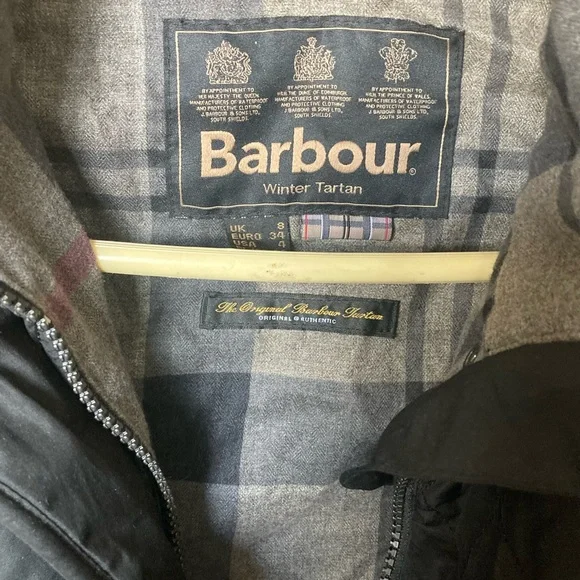 BY APPOINTMENT TO
HER MAJESTY THE QUEEN
MANUFACTURERS OF WATERPROOF
AND PROTECTIVE CLOTHING
J.BARBOUR & SONS LTD,
SOUTH SHIELDS.
BY APPOINTMENT TO
H.R.H. THE DUKE OF EDINBURGH
MANUFACTURERS OF WATERPROOF
AND PROTECTIVE CLOTHING
J.BARBOUR & SONS LTD,
SOUTH SHIELDS.
BY APPOINTMENT TO
H.R.H. THE PRINCE OF WALES
MANUFACTURERS OF WATERPROOF
AND PROTECTIVE CLOTHING
J.BARBOUR & SONS LTD,
SOUTH SHIELDS.
Barbour®
Winter Tartan
UK 8
EURO 34
USA 4
The Original Barbour Tartan
ORIGINAL & AUTHENTIC